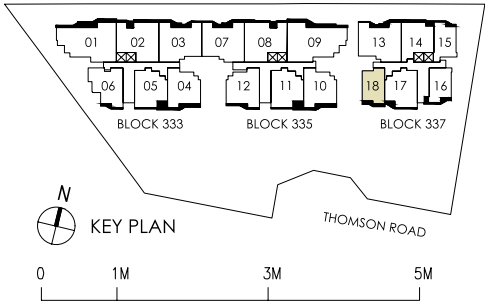 01 02 03 07 08 09 13 14 15
06 05 04 12 11 10 18 17 16
BLOCK 333 BLOCK 335 BLOCK 337
N
KEY PLAN
THOMSON ROAD
0 1M 3M 5M